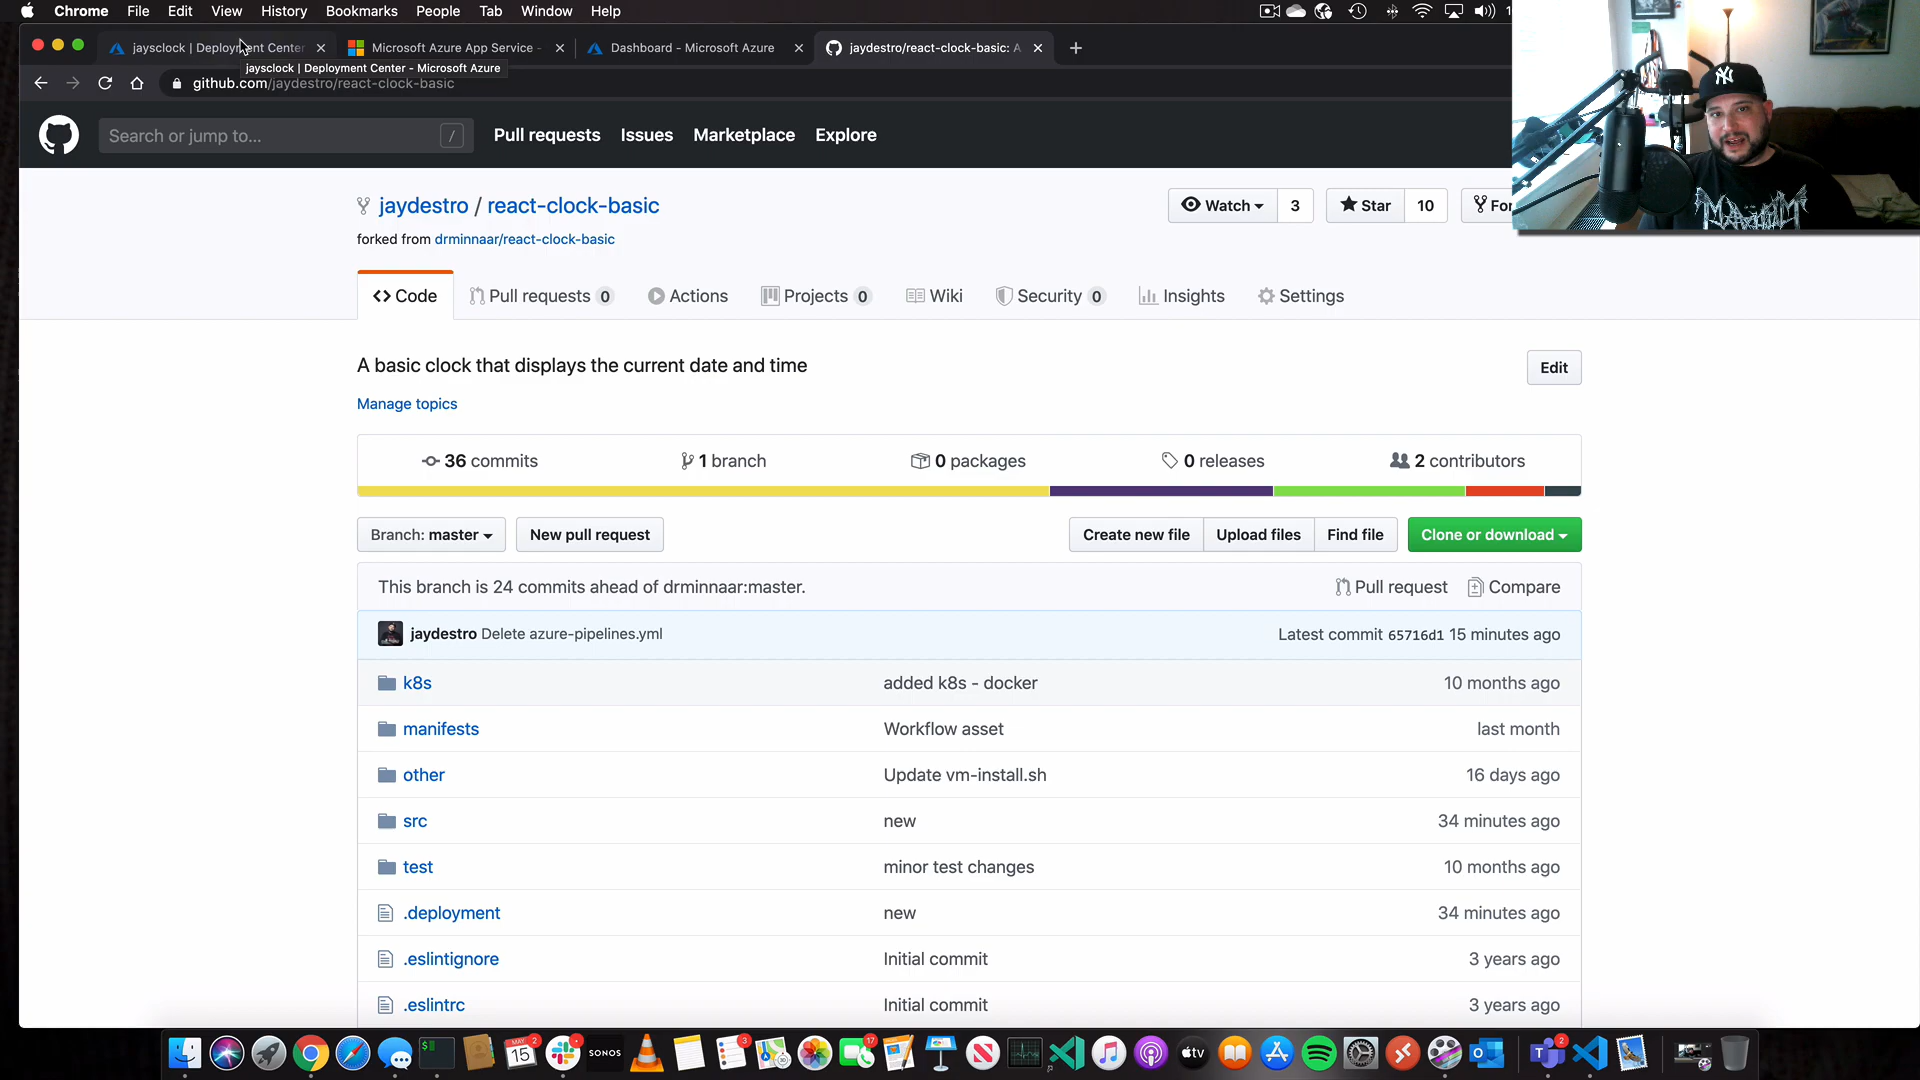 Chrome File Edit View History Bookmarks People Tab Window Help
jaysclock | Deployment Center
Microsoft Azure App Service -
Dashboard - Microsoft Azure
jaydestro/react-clock-basic: A
jaysclock | Deployment Center - Microsoft Azure
github.com/jaydestro/react-clock-basic
Search or jump to... /
Pull requests Issues Marketplace Explore
jaydestro / react-clock-basic
Watch 3
Star 10
For
forked from drminnaar/react-clock-basic
Code
Pull requests 0
Actions
Projects 0
Wiki
Security 0
Insights
Settings
A basic clock that displays the current date and time
Edit
Manage topics
36 commits
1 branch
0 packages
0 releases
2 contributors
Branch: master
New pull request
Create new file
Upload files
Find file
Clone or download
This branch is 24 commits ahead of drminnaar:master.
Pull request
Compare
jaydestro Delete azure-pipelines.yml
Latest commit 65716d1 15 minutes ago
k8s added k8s - docker 10 months ago
manifests Workflow asset last month
other Update vm-install.sh 16 days ago
src new 34 minutes ago
test minor test changes 10 months ago
.deployment new 34 minutes ago
.eslintignore Initial commit 3 years ago
.eslintrc Initial commit 3 years ago
MAY
15
2
SONOS
3
17
tv
2